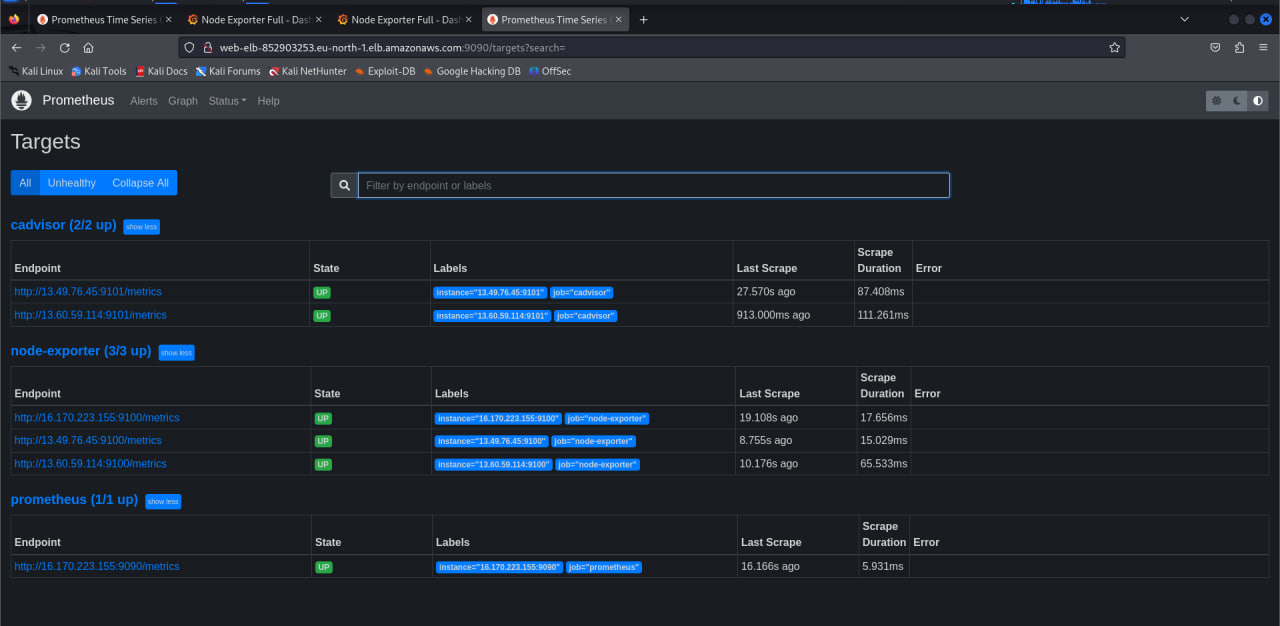 Prometheus Time Series Node Exporter Full - Dash Node Exporter Full - Dash Prometheus Time Series
web-elb-852903253.eu-north-1.elb.amazonaws.com:9090/targets?search=
Kali Linux Kali Tools Kali Docs Kali Forums Kali NetHunter Exploit-DB Google Hacking DB OffSec
Prometheus Alerts Graph Status Help
Targets
All Unhealthy Collapse All Filter by endpoint or labels
cadvisor (2/2 up) show less
Endpoint State Labels Last Scrape Scrape Duration Error
http://13.49.76.45:9101/metrics UP instance="13.49.76.45:9101" job="cadvisor" 27.570s ago 87.408ms
http://13.60.59.114:9101/metrics UP instance="13.60.59.114:9101" job="cadvisor" 913.000ms ago 111.261ms
node-exporter (3/3 up) show less
Endpoint State Labels Last Scrape Scrape Duration Error
http://16.170.223.155:9100/metrics UP instance="16.170.223.155:9100" job="node-exporter" 19.108s ago 17.656ms
http://13.49.76.45:9100/metrics UP instance="13.49.76.45:9100" job="node-exporter" 8.755s ago 15.029ms
http://13.60.59.114:9100/metrics UP instance="13.60.59.114:9100" job="node-exporter" 10.176s ago 65.533ms
prometheus (1/1 up) show less
Endpoint State Labels Last Scrape Scrape Duration Error
http://16.170.223.155:9090/metrics UP instance="16.170.223.155:9090" job="prometheus" 16.166s ago 5.931ms